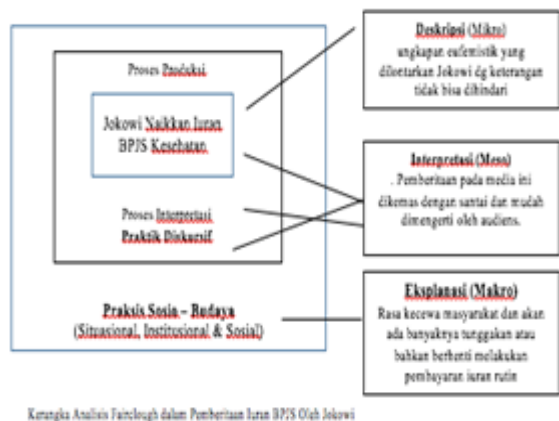 Proses Produksi
Jokowi Naikkan Iuran
BPJS Kesehatan
Proses Interpretasi
Praktik Diskursif
Praksis Sosio – Budaya
(Situasional, Institusional & Sosial)
Deskripsi (Mikro)
ungkapan eufemistik yang
dilontarkan Jokowi dg keterangan
tidak bisa dihindari
Interpretasi (Meso)
. Pemberitaan pada media ini
dikemas dengan santai dan mudah
dimengerti oleh audiens.
Eksplanasi (Makro)
Rasa kecewa masyarakat dan akan
ada banyaknya tunggakan atau
bahkan berhenti melakukan
pembayaran iuran rutin
Kerangka Analisis Fairclough dalam Pemberitaan Iuran BPJS Oleh Jokowi